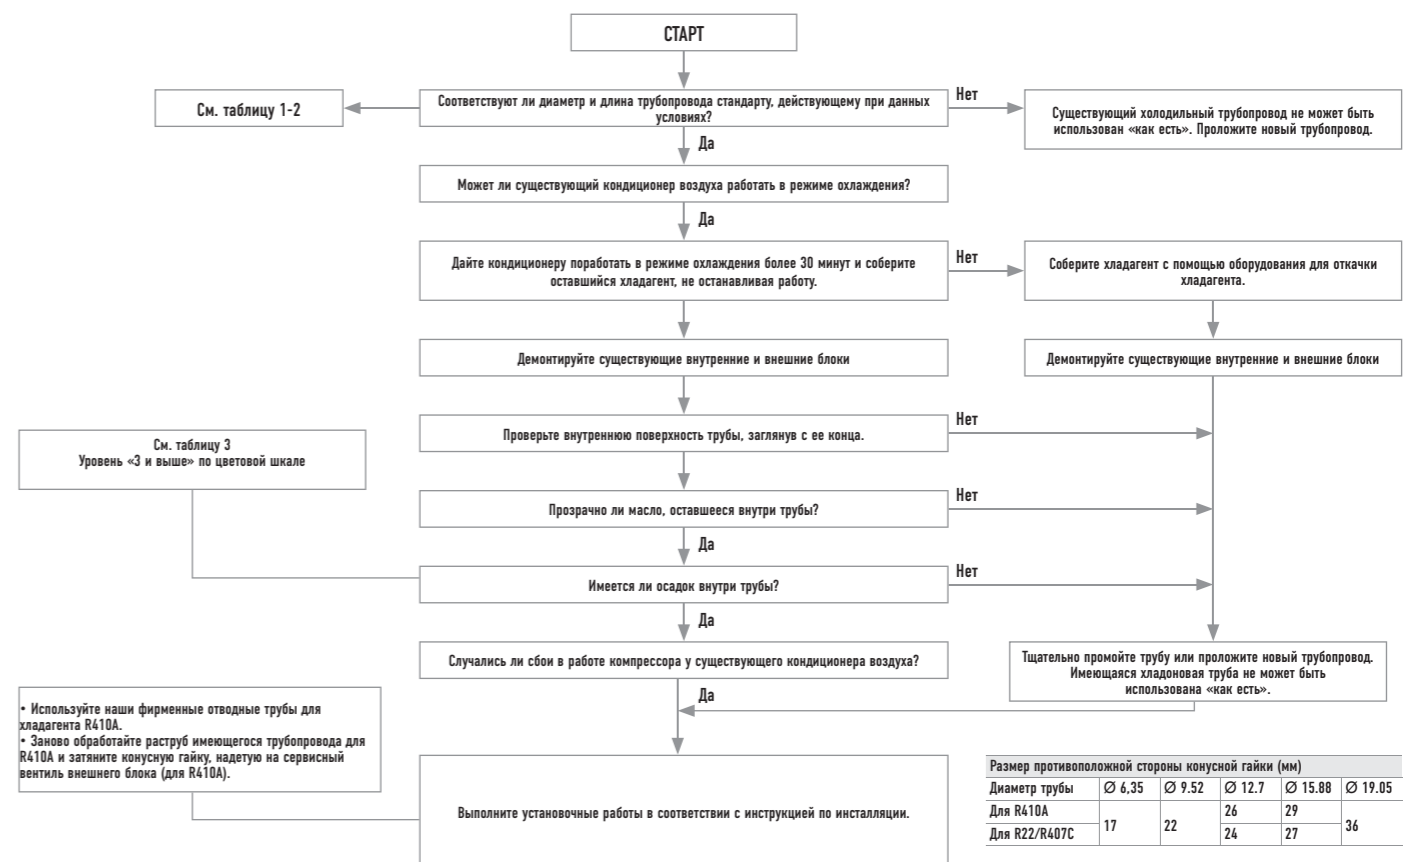 СТАРТ
См. таблицу 1-2
Соответствуют ли диаметр и длина трубопровода стандарту, действующему при данных
условиях?
Нет
Существующий холодильный трубопровод не может быть
использован «как есть». Проложите новый трубопровод.
Да
Может ли существующий кондиционер воздуха работать в режиме охлаждения?
Да
Дайте кондиционеру поработать в режиме охлаждения более 30 минут и соберите
оставшийся хладагент, не останавливая работу.
Нет
Соберите хладагент с помощью оборудования для откачки
хладагента.
Демонтируйте существующие внутренние и внешние блоки
Демонтируйте существующие внутренние и внешние блоки
Проверьте внутреннюю поверхность трубы, заглянув с ее конца.
Нет
См. таблицу 3
Уровень «3 и выше» по цветовой шкале
Прозрачно ли масло, оставшееся внутри трубы?
Нет
Да
Имеется ли осадок внутри трубы?
Нет
Да
Случались ли сбои в работе компрессора у существующего кондиционера воздуха?
Тщательно промойте трубу или проложите новый трубопровод.
Имеющаяся хладоновая труба не может быть
использована «как есть».
Да
• Используйте наши фирменные отводные трубы для
хладагента R410A.
• Заново обработайте раструб имеющегося трубопровода для
R410A и затяните конусную гайку, надетую на сервисный
вентиль внешнего блока (для R410A).
Выполните установочные работы в соответствии с инструкцией по инсталляции.
Размер противоположной стороны конусной гайки (мм)
Диаметр трубы Ø 6,35 Ø 9.52 Ø 12.7 Ø 15.88 Ø 19.05
Для R410A 17 22 26 29 36
Для R22/R407C 24 27